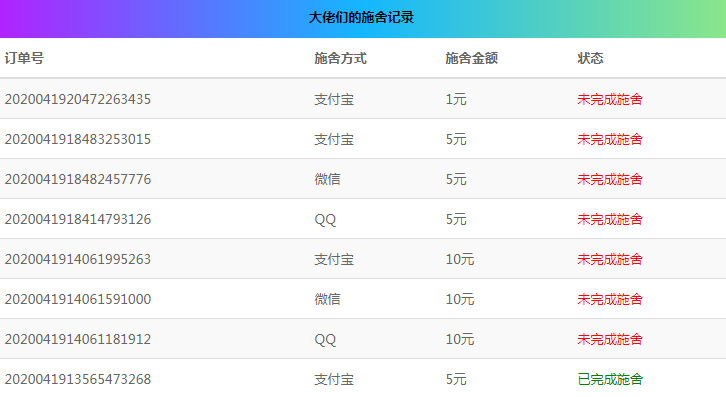 大佬们的施舍记录
订单号 施舍方式 施舍金额 状态
2020041920472263435 支付宝 1元 未完成施舍
2020041918483253015 支付宝 5元 未完成施舍
2020041918482457776 微信 5元 未完成施舍
2020041918414793126 QQ 5元 未完成施舍
2020041914061995263 支付宝 10元 未完成施舍
2020041914061591000 微信 10元 未完成施舍
2020041914061181912 QQ 10元 未完成施舍
2020041913565473268 支付宝 5元 已完成施舍